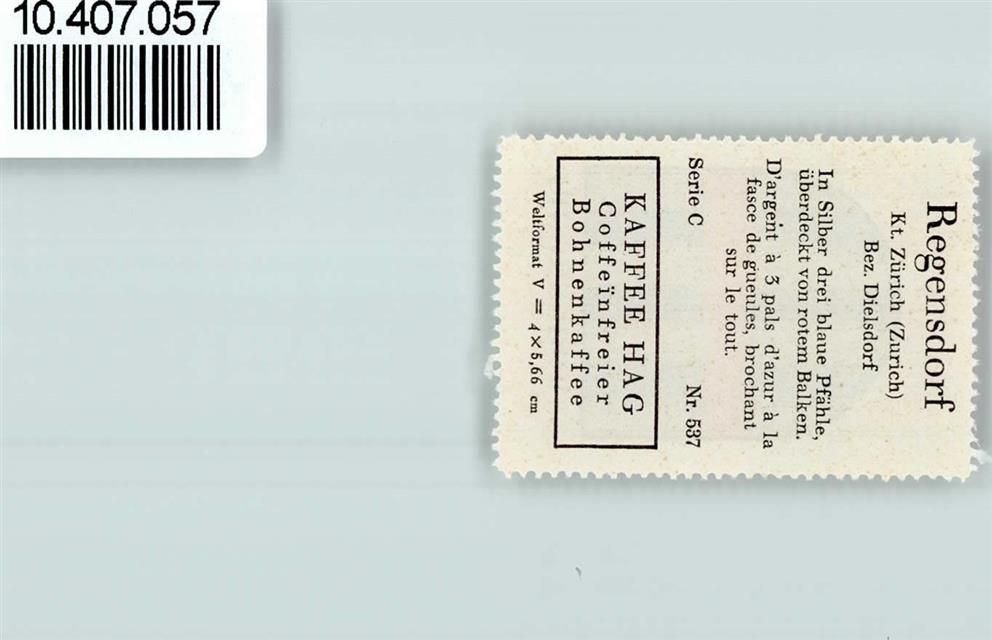 10.407.057
Regensdorf
Kt. Zürich (Zurich)
Bez. Dielsdorf
In Silber drei blaue Pfähle,
überdeckt von rotem Balken.
D'argent à 3 pals d'azur à la
fasce de gueules, brochant
sur le tout.
Serie C Nr. 537
KAFFEE HAG
Coffeïnfreier
Bohnenkaffee
Weltformat V = 4×5,66 cm